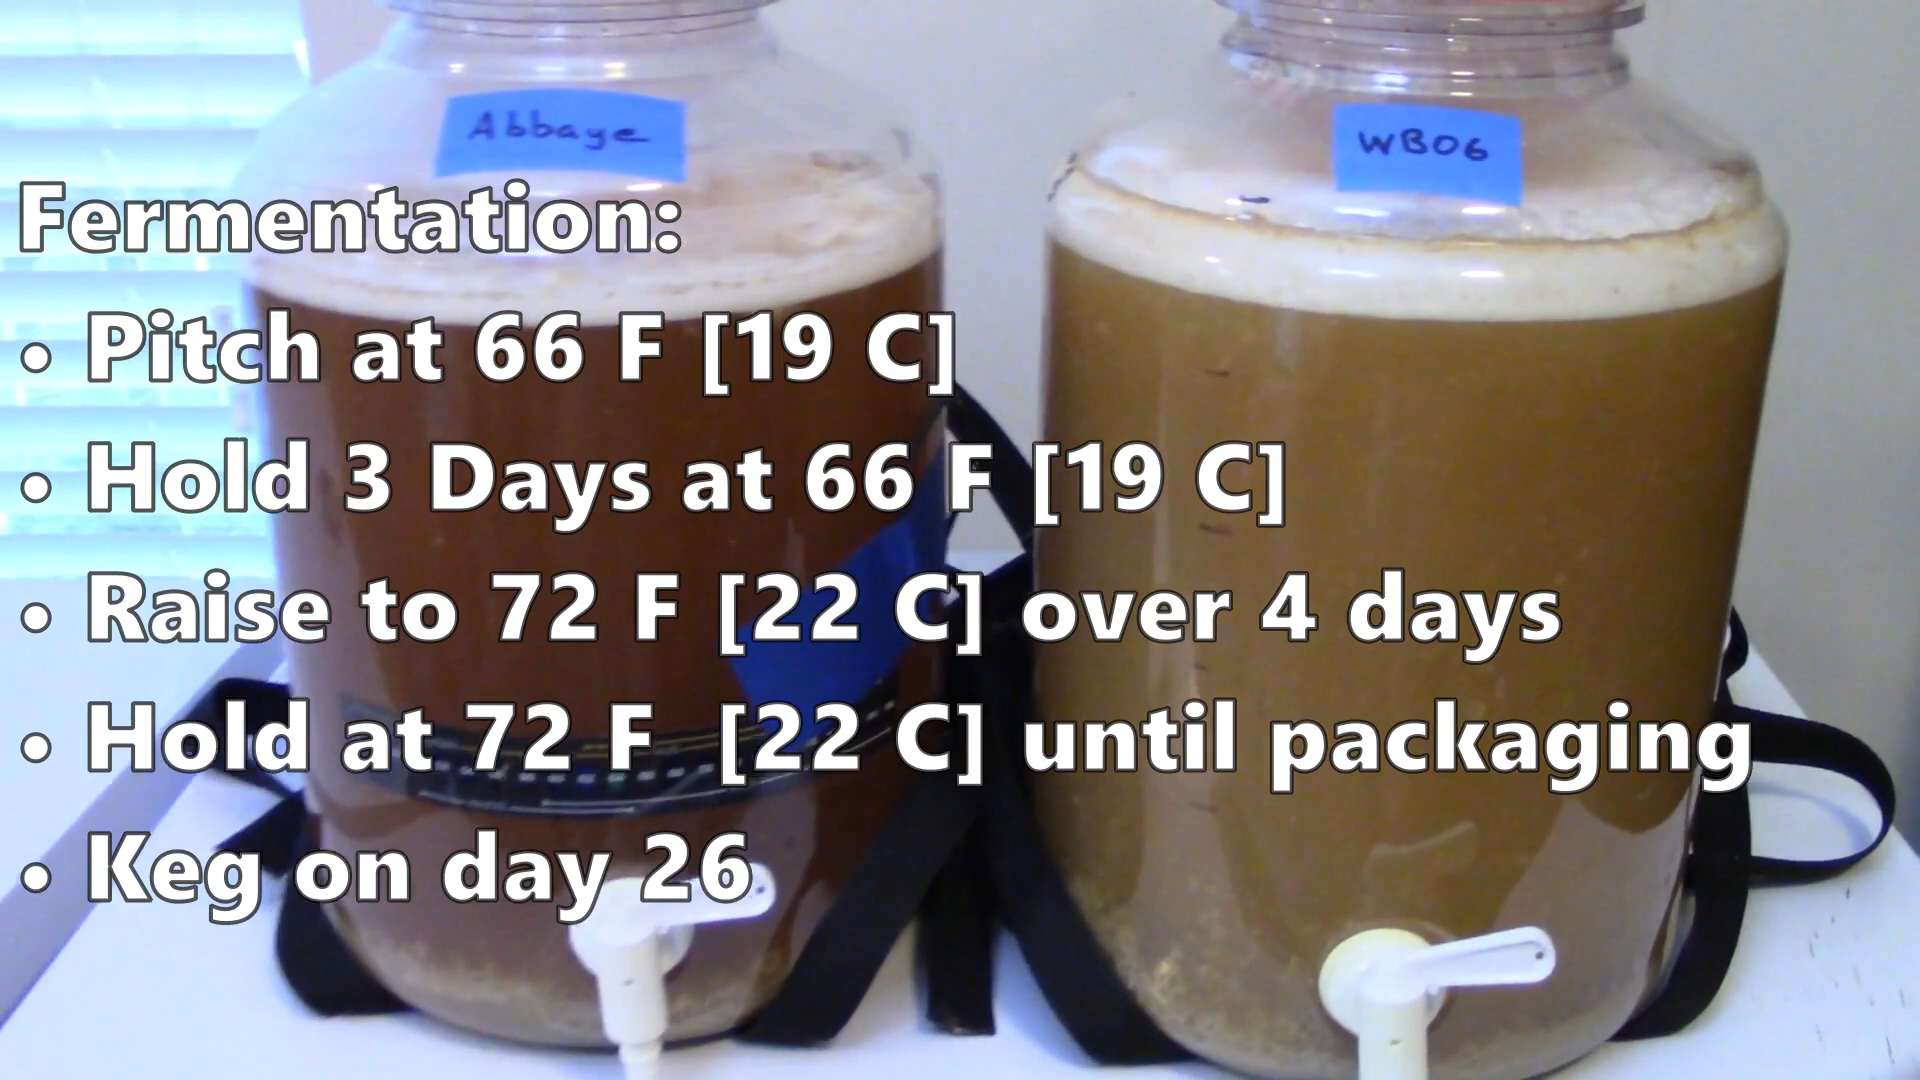 Abbaye
WB06
Fermentation:
• Pitch at 66 F [19 C]
• Hold 3 Days at 66 F [19 C]
• Raise to 72 F [22 C] over 4 days
• Hold at 72 F [22 C] until packaging
• Keg on day 26